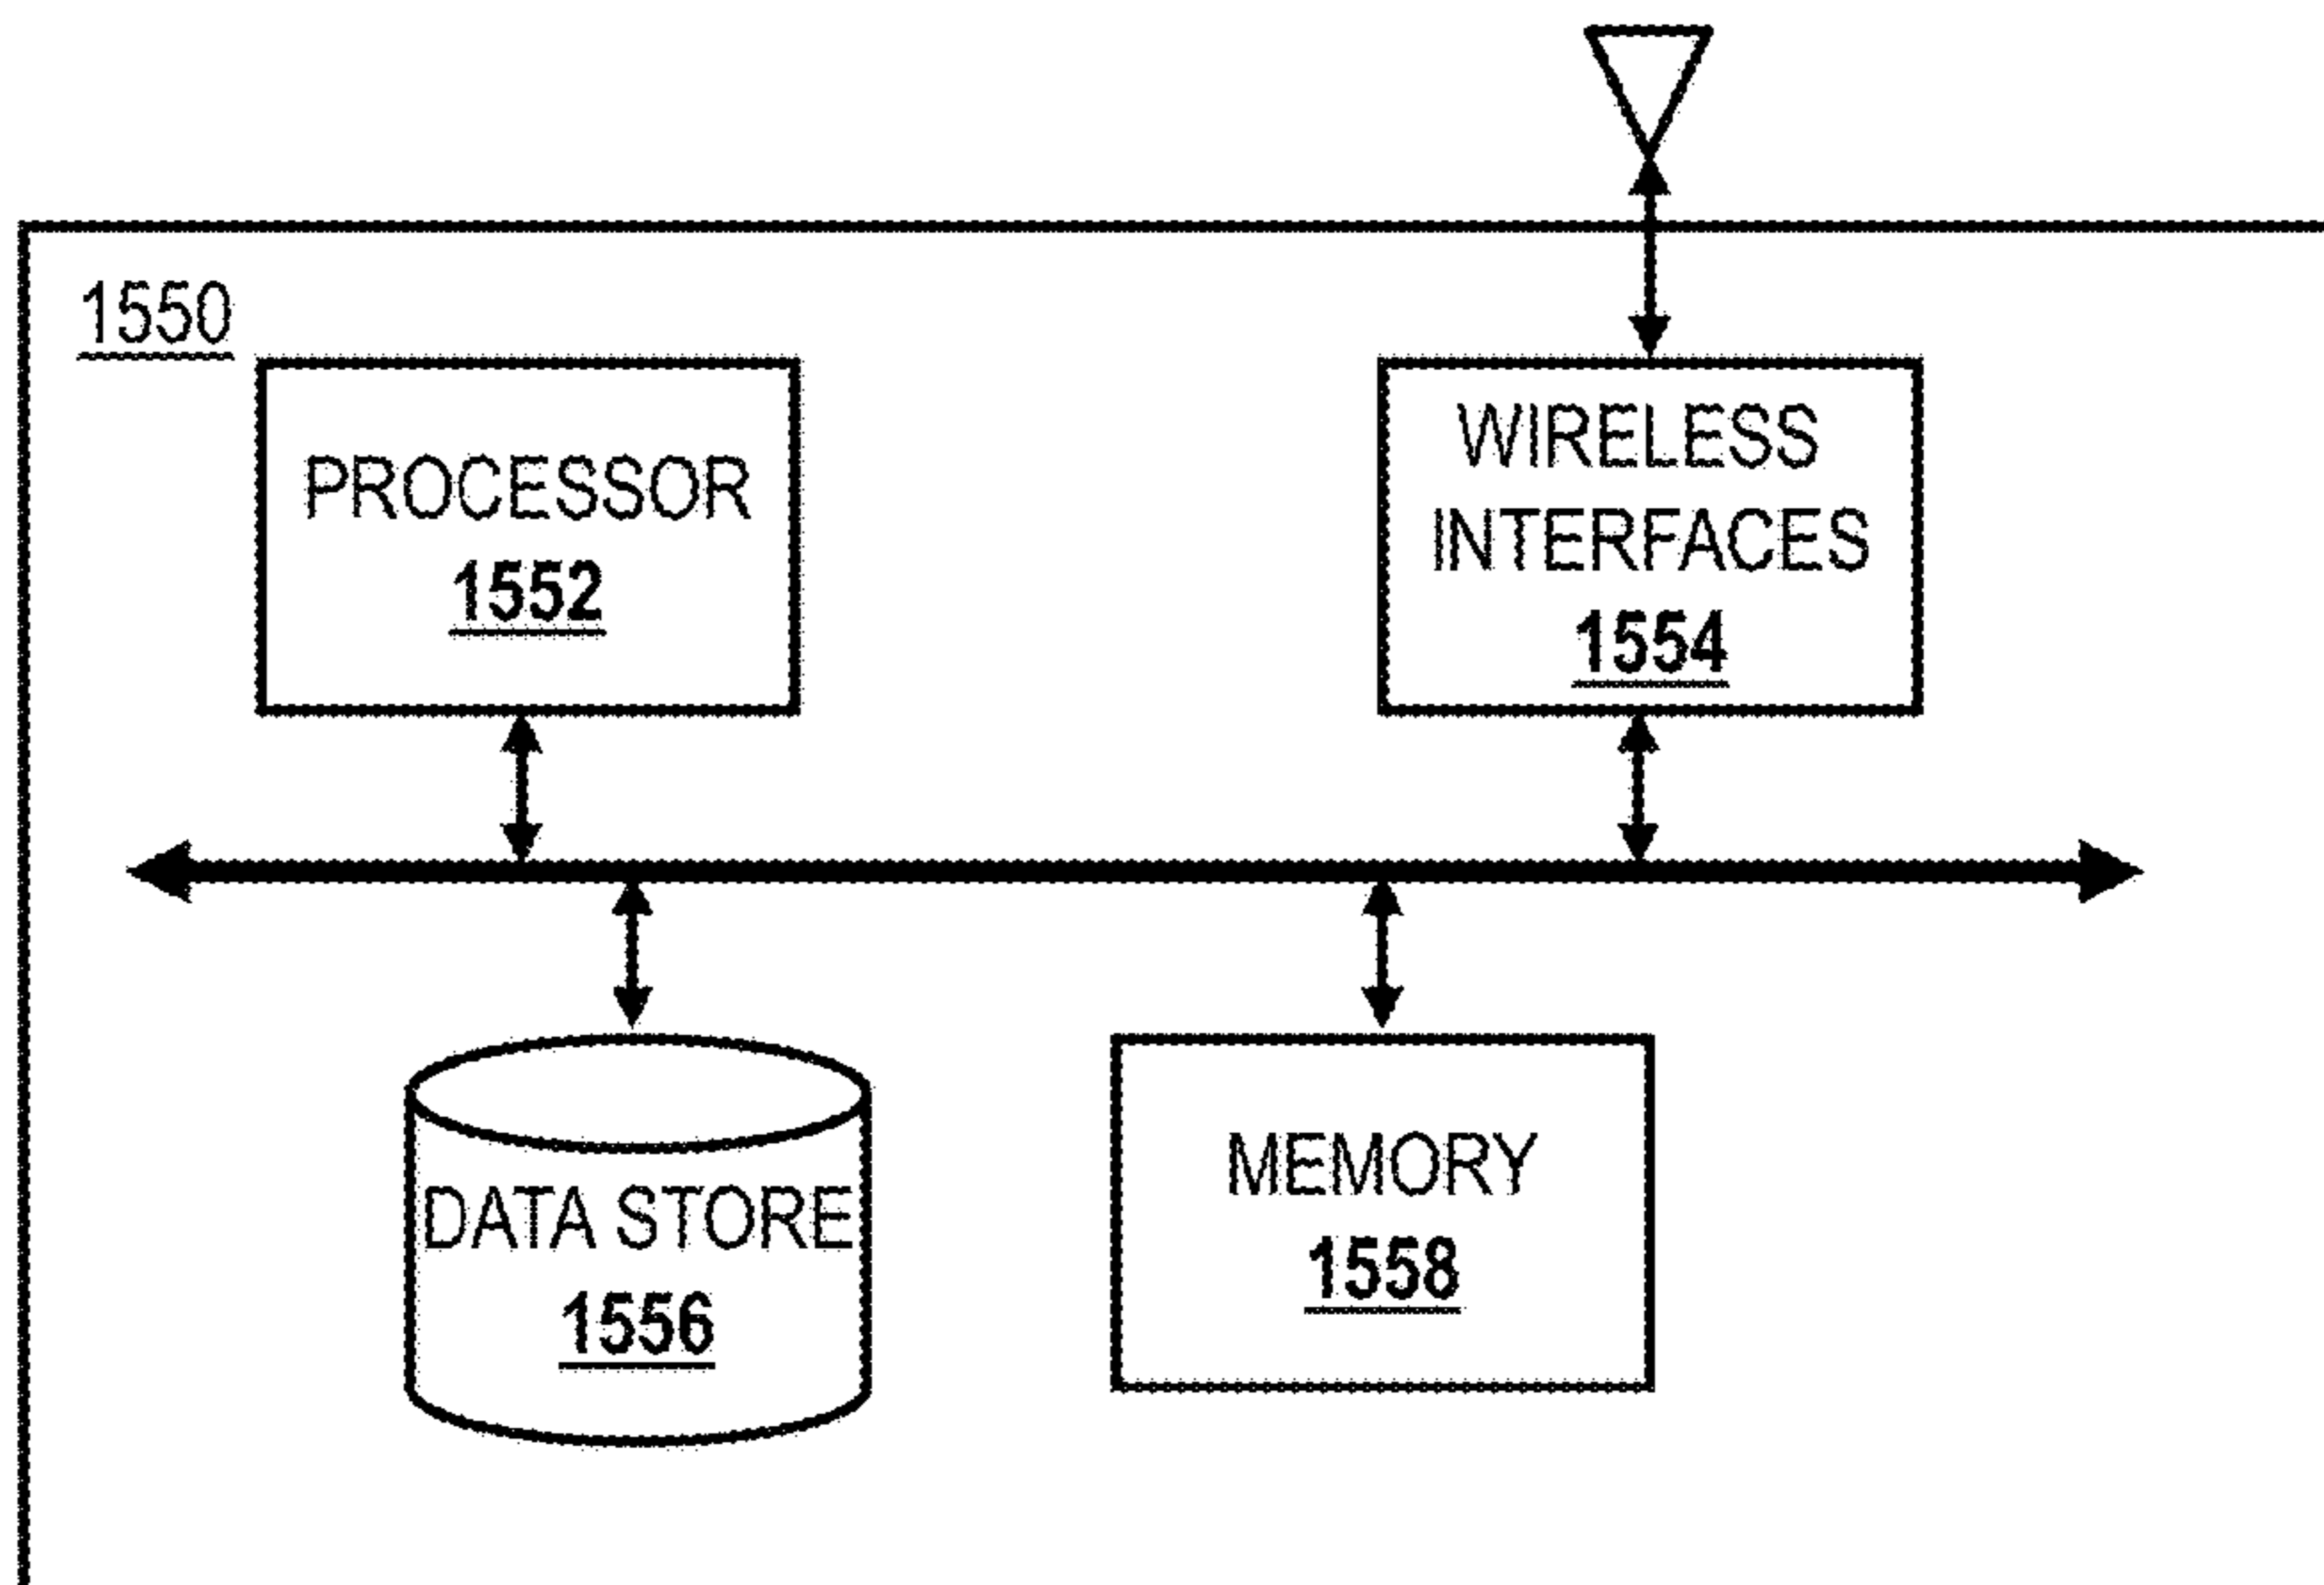 1550
PROCESSOR
1552
WIRELESS
INTERFACES
1554
DATA STORE
1556
MEMORY
1558